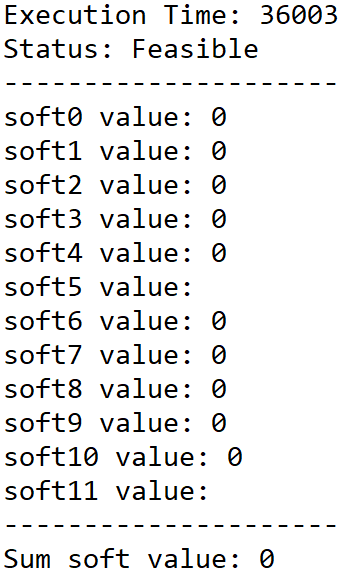 Execution Time: 36003
Status: Feasible
---------------------
soft0 value: 0
soft1 value: 0
soft2 value: 0
soft3 value: 0
soft4 value: 0
soft5 value:
soft6 value: 0
soft7 value: 0
soft8 value: 0
soft9 value: 0
soft10 value: 0
soft11 value:
---------------------
Sum soft value: 0